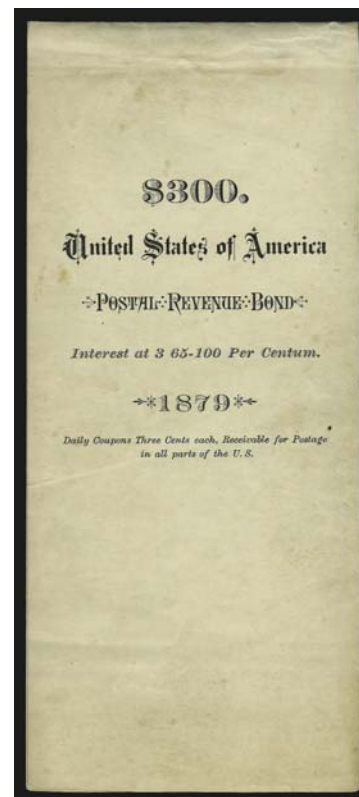 $300.
United States of America
Postal Revenue Bond
Interest at 3 65-100 Per Centum.
1879
Daily Coupons Three Cents each, Receivable for Postage
in all parts of the U.S.